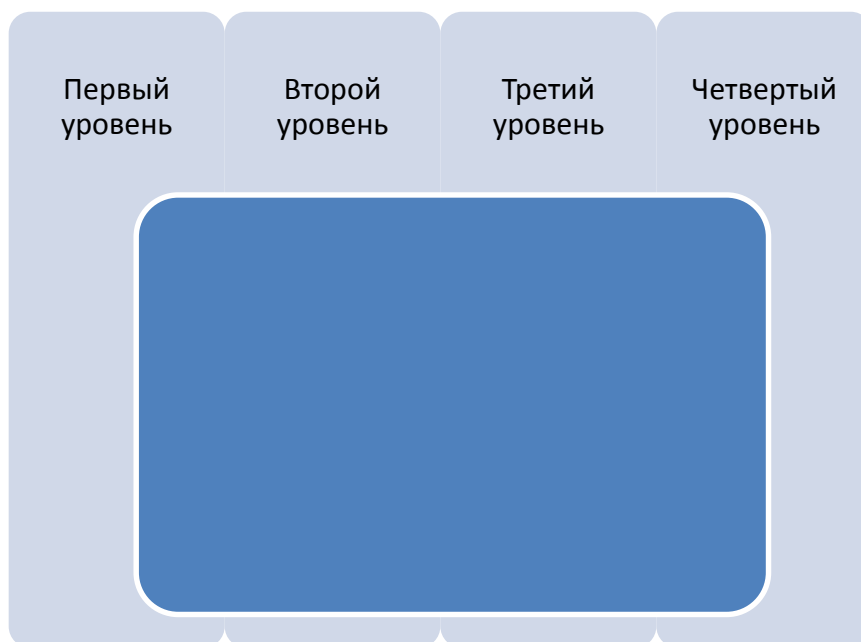 Первый
уровень
Второй
уровень
Третий
уровень
Четвертый
уровень